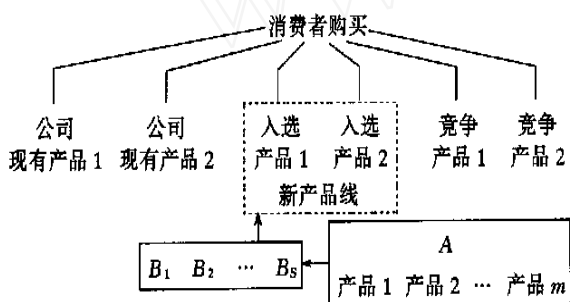 消费者购买
公司 公司 入选 入选 竞争 竞争
现有产品 1 现有产品 2 产品 1 产品 2 产品 1 产品 2
新产品线
A
B₁ B₂ … B_S
产品 1 产品 2 … 产品 m